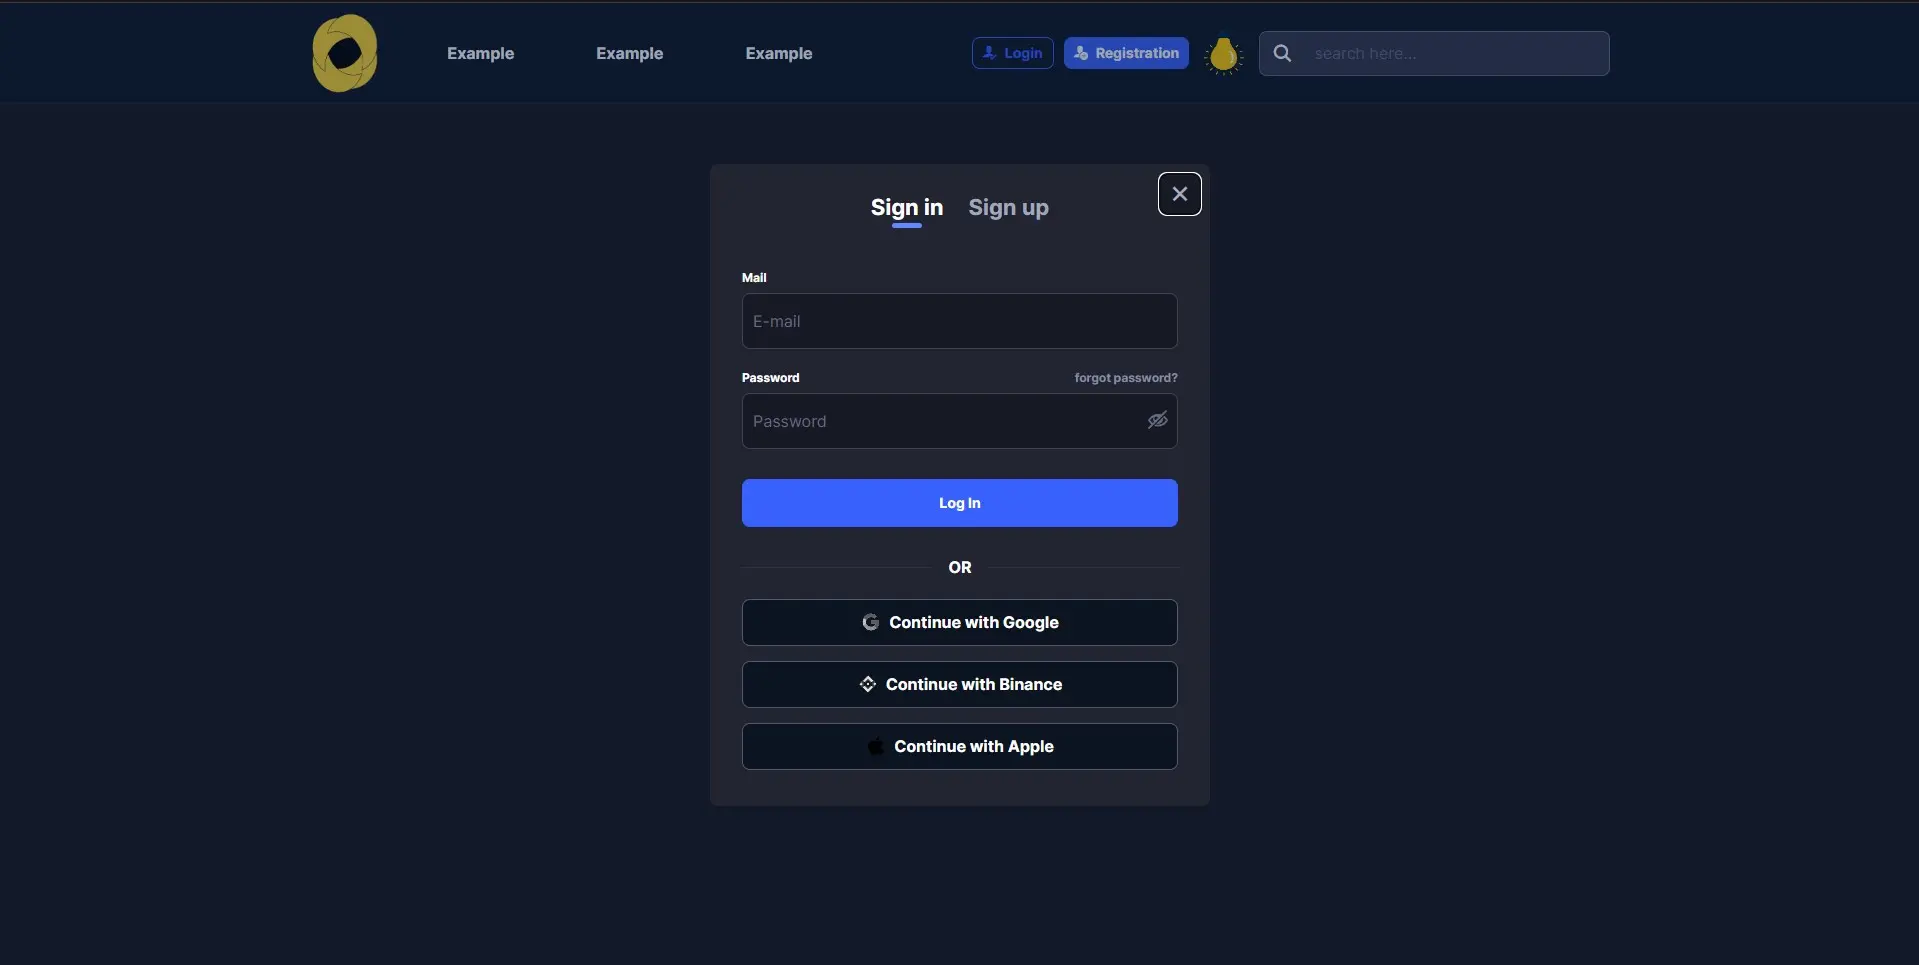 Example Example Example Login Registration search here...
Sign in Sign up
Mail
E-mail
Password forgot password?
Password
Log In
OR
Continue with Google
Continue with Binance
Continue with Apple